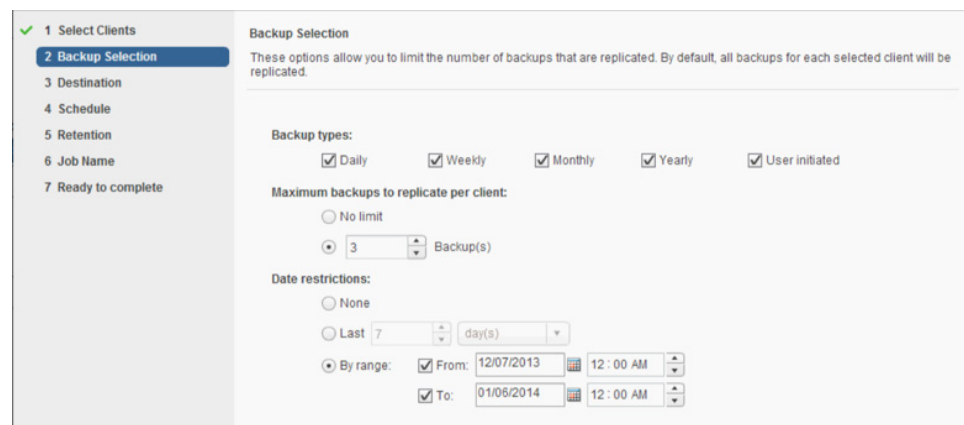 1 Select Clients
2 Backup Selection
3 Destination
4 Schedule
5 Retention
6 Job Name
7 Ready to complete
Backup Selection
These options allow you to limit the number of backups that are replicated. By default, all backups for each selected client will be
replicated.
Backup types:
Daily Weekly Monthly Yearly User initiated
Maximum backups to replicate per client:
No limit
3 Backup(s)
Date restrictions:
None
Last 7 day(s)
By range: From: 12/07/2013 12 : 00 AM
To: 01/06/2014 12 : 00 AM